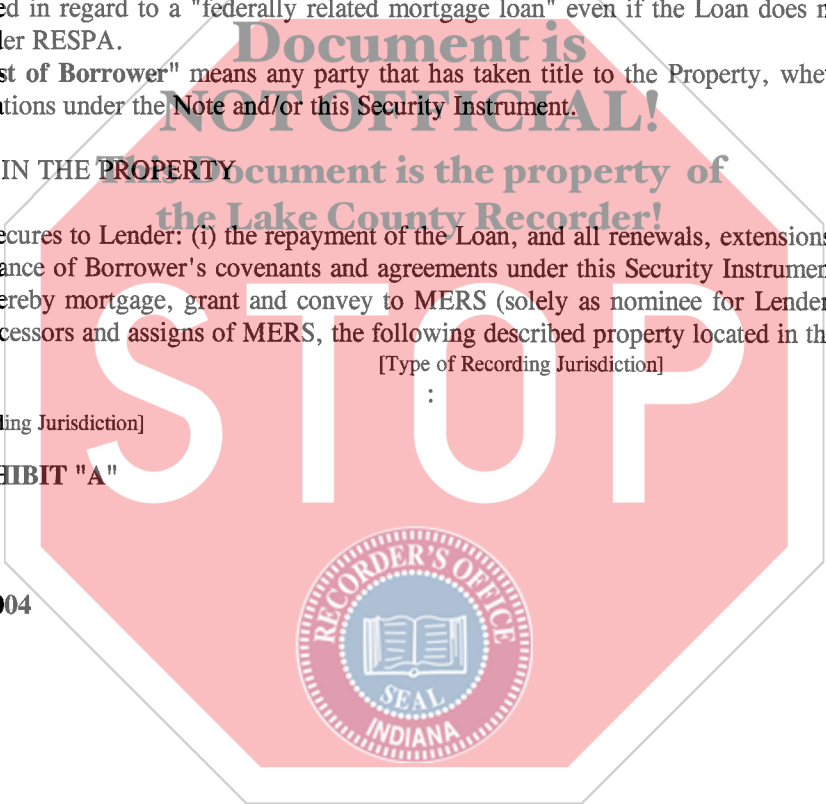 ed in regard to a "federally related mortgage loan" even if the Loan does
er RESPA.
Document is
st of Borrower" means any party that has taken title to the Property,
ations under the Note and/or this Security Instrument.
NOT OFFICIAL!
IN THE PROPERTY
This Document is the property of
the Lake County Recorder!
ecures to Lender: (i) the repayment of the Loan, and all renewals, extensions
ance of Borrower's covenants and agreements under this Security Instrumen
ereby mortgage, grant and convey to MERS (solely as nominee for Lender
cessors and assigns of MERS, the following described property located in th
[Type of Recording Jurisdiction]
:
ding Jurisdiction]
STOP
HIBIT "A"
004
RECORDER'S OFFICE
SEAL
INDIANA